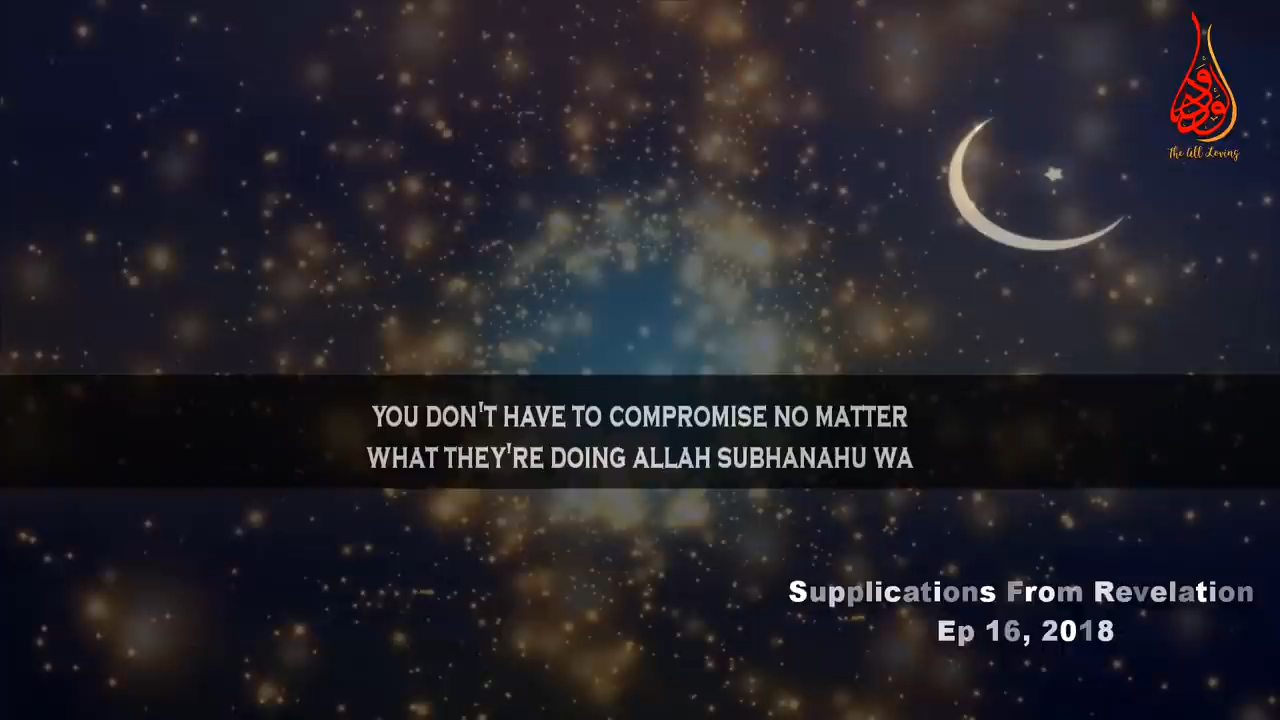 ودود
The All Loving
YOU DON'T HAVE TO COMPROMISE NO MATTER
WHAT THEY'RE DOING ALLAH SUBHANAHU WA
Supplications From Revelation
Ep 16, 2018